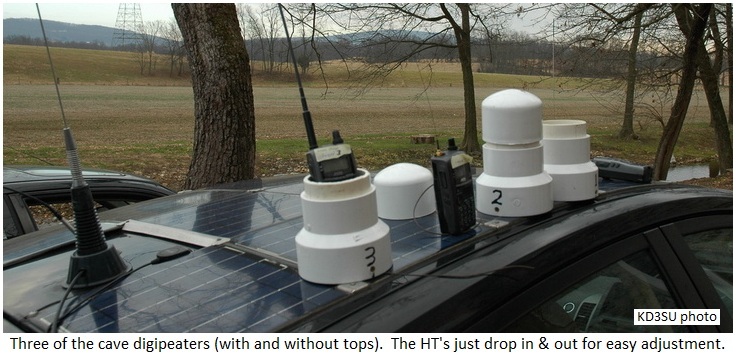 3
2
KD3SU photo
Three of the cave digipeaters (with and without tops).  The HT's just drop in & out for easy adjustment.